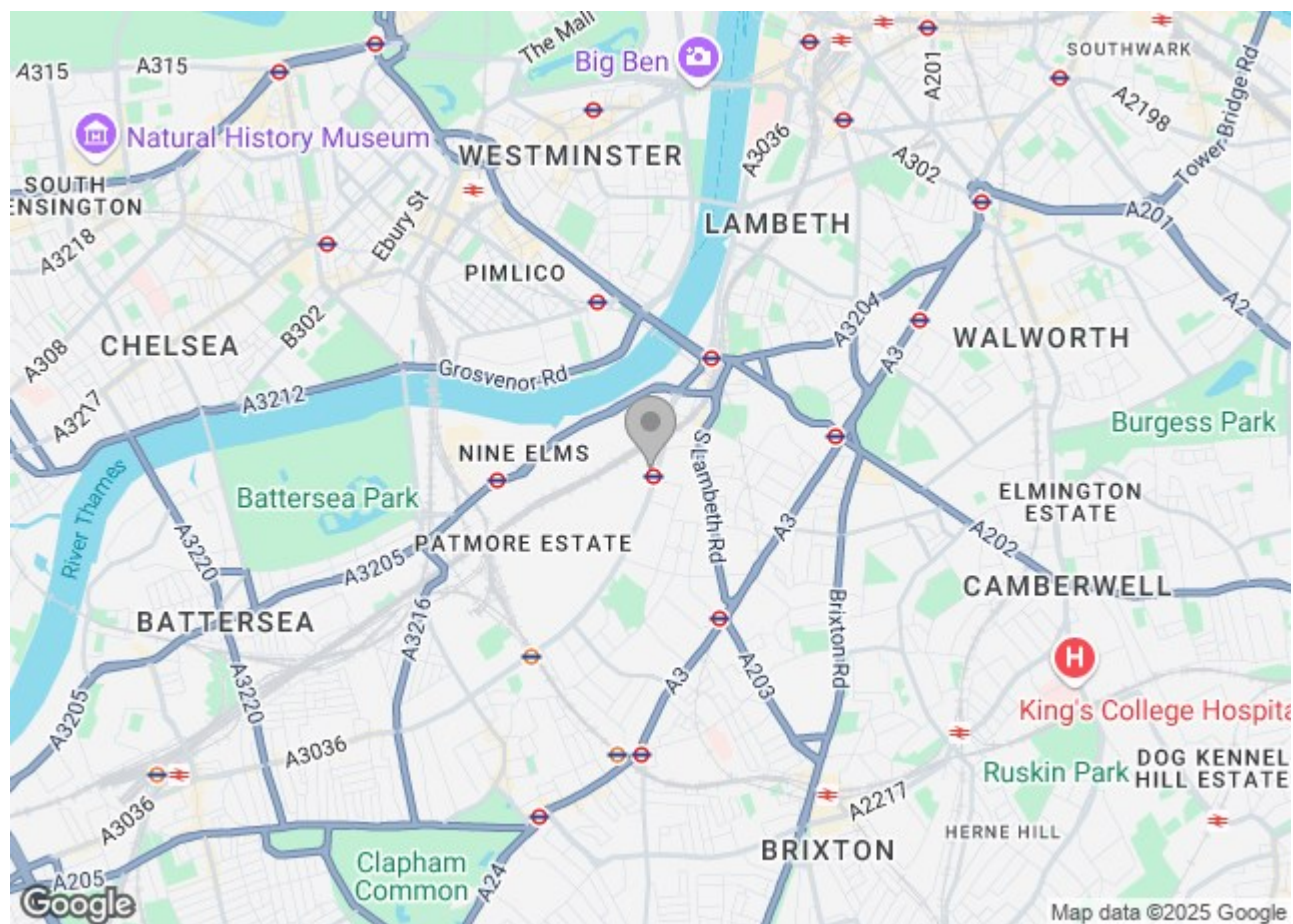 The Mall
A315
A315
Big Ben
A201
SOUTHWARK
A2198
Tower Bridge Rd
Natural History Museum
WESTMINSTER
A3036
A302
SOUTH
ENSINGTON
A3218
Ebury St
LAMBETH
A201
PIMLICO
A2
B302
A3204
CHELSEA
A308
WALWORTH
A3
Grosvenor Rd
A3212
A3217
Burgess Park
NINE ELMS
S Lambeth Rd
Battersea Park
ELMINGTON
ESTATE
River Thames
A3
A202
PATMORE ESTATE
A3220
A3205
CAMBERWELL
BATTERSEA
A3216
Brixton Rd
H
A3220
A3
A203
A3205
King's College Hospita
A3036
DOG KENNEL
HILL ESTATE
Ruskin Park
A3036
A2217
HERNE HILL
BRIXTON
Clapham
Common
A205
A24
Google
Map data ©2025 Google